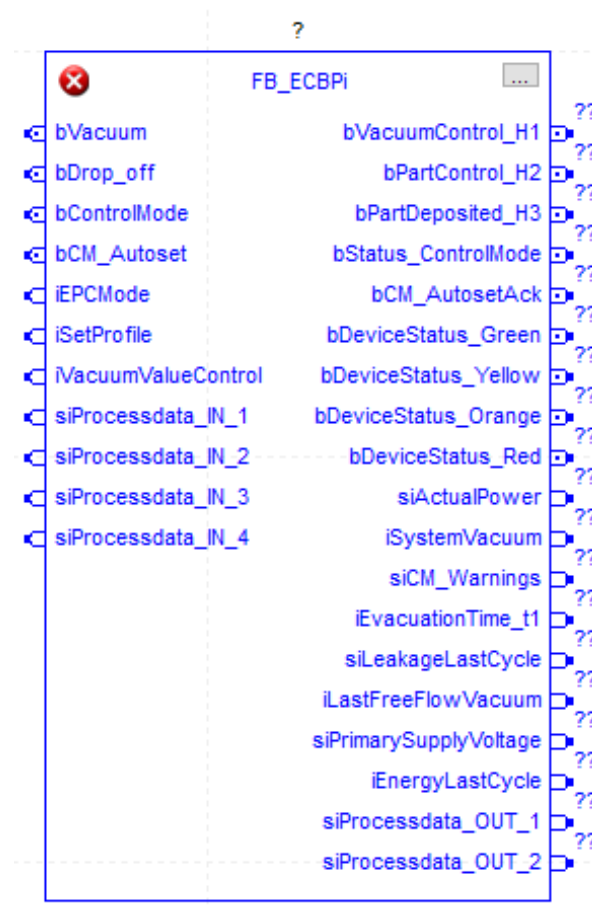 ?
FB_ECBPi ...
bVacuum bVacuumControl_H1 ??
bDrop_off bPartControl_H2 ??
bControlMode bPartDeposited_H3 ??
bCM_Autoset bStatus_ControlMode ??
iEPCMode bCM_AutosetAck ??
iSetProfile bDeviceStatus_Green ??
iVacuumValueControl bDeviceStatus_Yellow ??
siProcessdata_IN_1 bDeviceStatus_Orange ??
siProcessdata_IN_2 bDeviceStatus_Red ??
siProcessdata_IN_3 siActualPower ??
siProcessdata_IN_4 iSystemVacuum ??
siCM_Warnings ??
iEvacuationTime_t1 ??
siLeakageLastCycle ??
iLastFreeFlowVacuum ??
siPrimarySupplyVoltage ??
iEnergyLastCycle ??
siProcessdata_OUT_1 ??
siProcessdata_OUT_2 ??